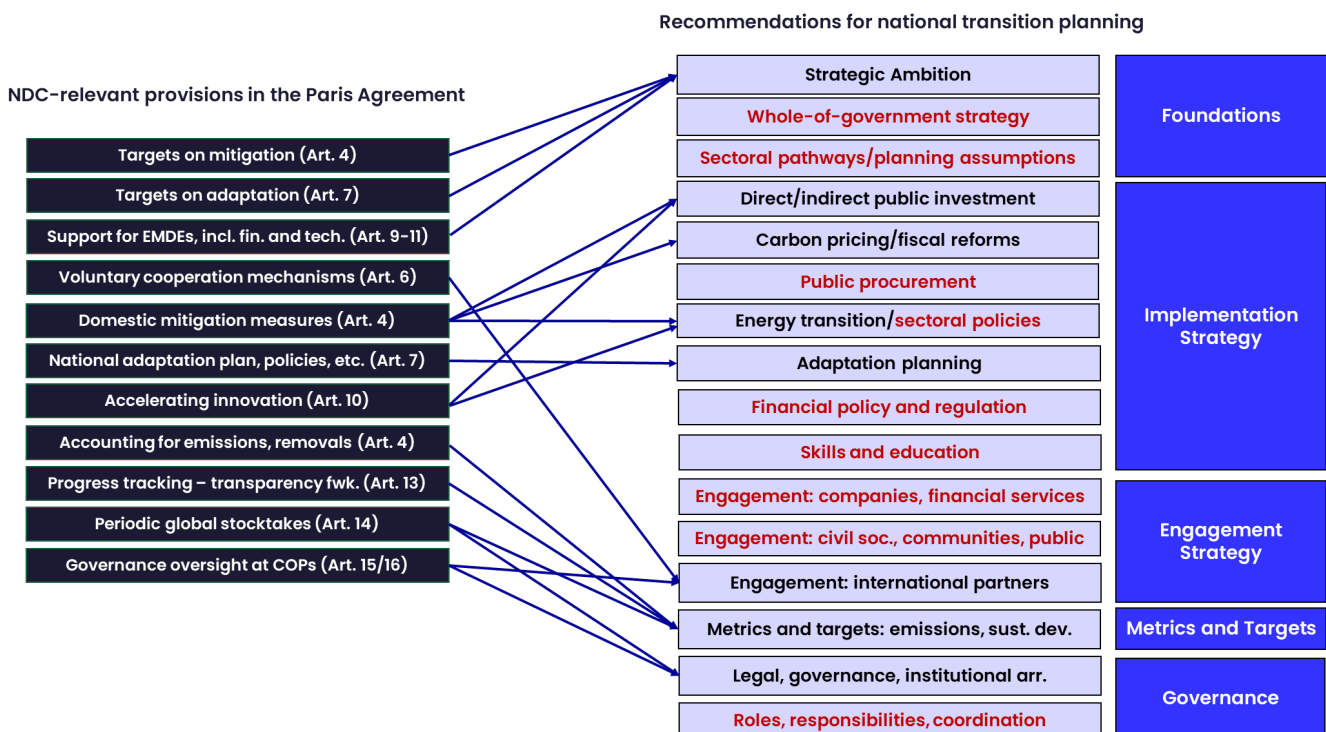 Recommendations for national transition planning
NDC-relevant provisions in the Paris Agreement
Targets on mitigation (Art. 4)
Targets on adaptation (Art. 7)
Support for EMDEs, incl. fin. and tech. (Art. 9-11)
Voluntary cooperation mechanisms (Art. 6)
Domestic mitigation measures (Art. 4)
National adaptation plan, policies, etc. (Art. 7)
Accelerating innovation (Art. 10)
Accounting for emissions, removals (Art. 4)
Progress tracking – transparency fwk. (Art. 13)
Periodic global stocktakes (Art. 14)
Governance oversight at COPs (Art. 15/16)
Strategic Ambition
Whole-of-government strategy
Sectoral pathways/planning assumptions
Direct/indirect public investment
Carbon pricing/fiscal reforms
Public procurement
Energy transition/sectoral policies
Adaptation planning
Financial policy and regulation
Skills and education
Engagement: companies, financial services
Engagement: civil soc., communities, public
Engagement: international partners
Metrics and targets: emissions, sust. dev.
Legal, governance, institutional arr.
Roles, responsibilities, coordination
Foundations
Implementation
Strategy
Engagement
Strategy
Metrics and Targets
Governance